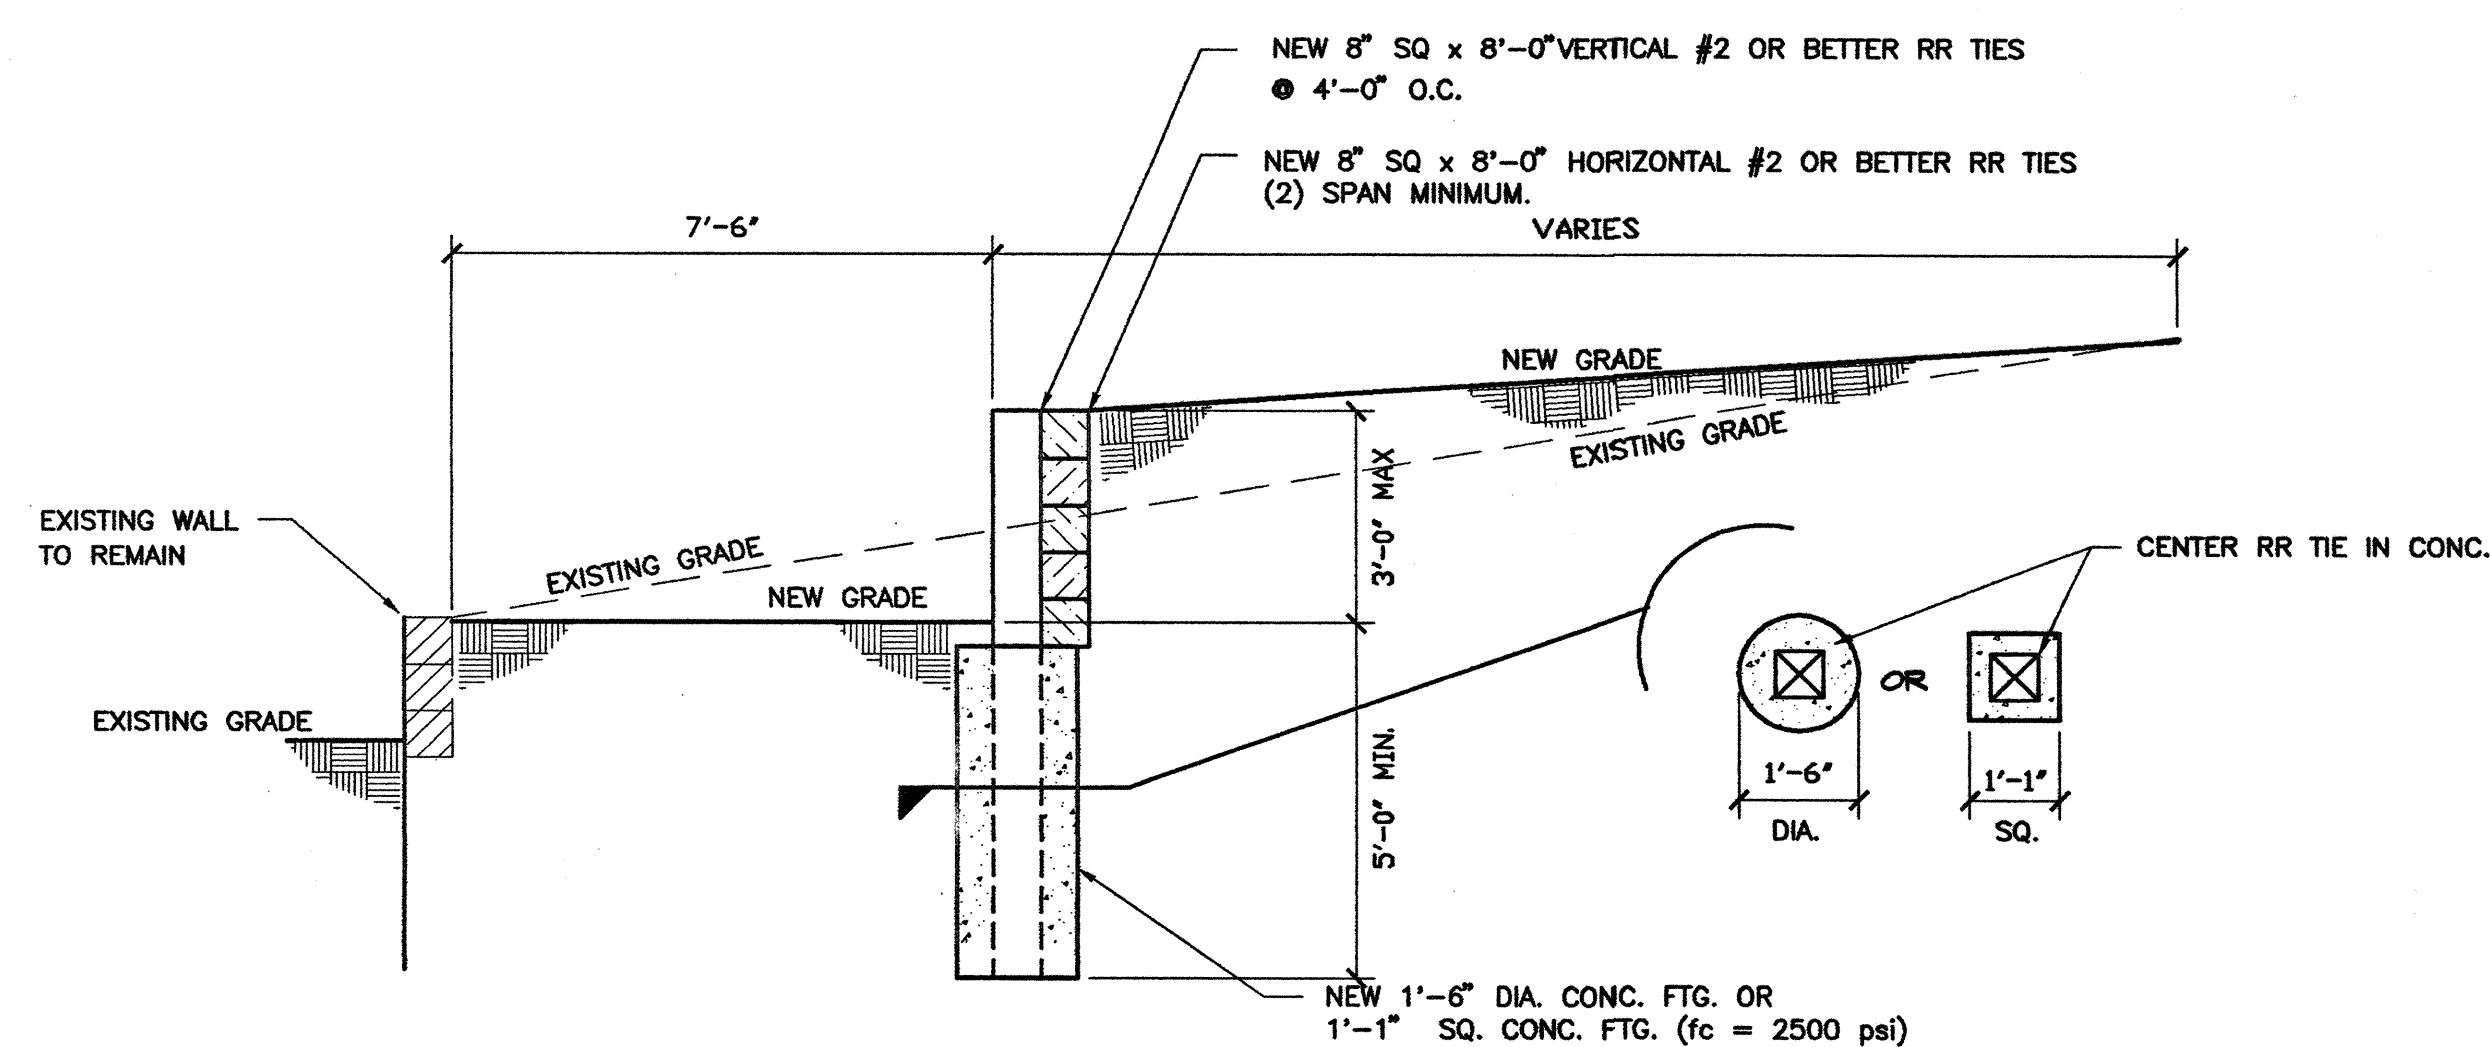 NEW 8" SQ x 8'-0" VERTICAL #2 OR BETTER RR TIES
@ 4'-0" O.C.
NEW 8" SQ x 8'-0" HORIZONTAL #2 OR BETTER RR TIES
(2) SPAN MINIMUM.
7'-6"
VARIES
NEW GRADE
EXISTING GRADE
3'-0" MAX
EXISTING WALL
TO REMAIN
EXISTING GRADE
NEW GRADE
CENTER RR TIE IN CONC.
OR
EXISTING GRADE
5'-0" MIN.
1'-6"
DIA.
1'-1"
SQ.
NEW 1'-6" DIA. CONC. FTG. OR
1'-1" SQ. CONC. FTG. (fc = 2500 psi)